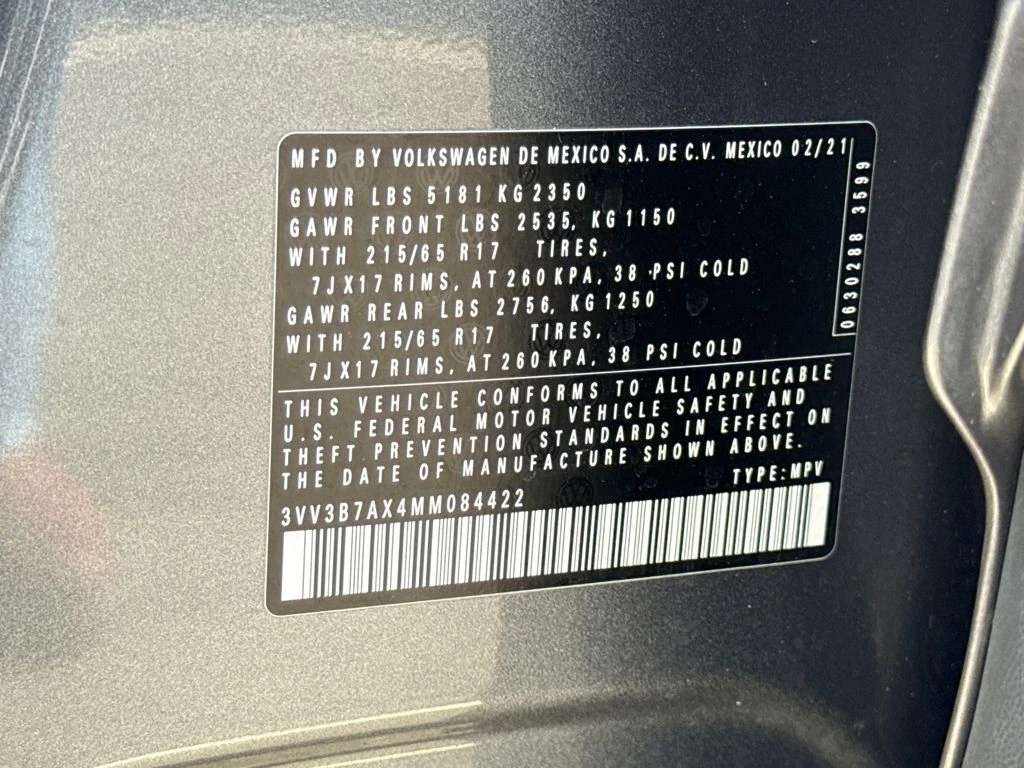 MFD BY VOLKSWAGEN DE MEXICO S.A. DE C.V. MEXICO 02/21
GVWR LBS 5181 KG 2350
GAWR FRONT LBS 2535, KG 1150
WITH 215/65 R17 TIRES,
7JX17 RIMS, AT 260 KPA, 38 PSI COLD
GAWR REAR LBS 2756, KG 1250
WITH 215/65 R17 TIRES,
7JX17 RIMS, AT 260 KPA, 38 PSI COLD
0630288 3599
THIS VEHICLE CONFORMS TO ALL APPLICABLE
U.S. FEDERAL MOTOR VEHICLE SAFETY AND
THEFT PREVENTION STANDARDS IN EFFECT ON
THE DATE OF MANUFACTURE SHOWN ABOVE.
TYPE: MPV
3VV3B7AX4MM084422